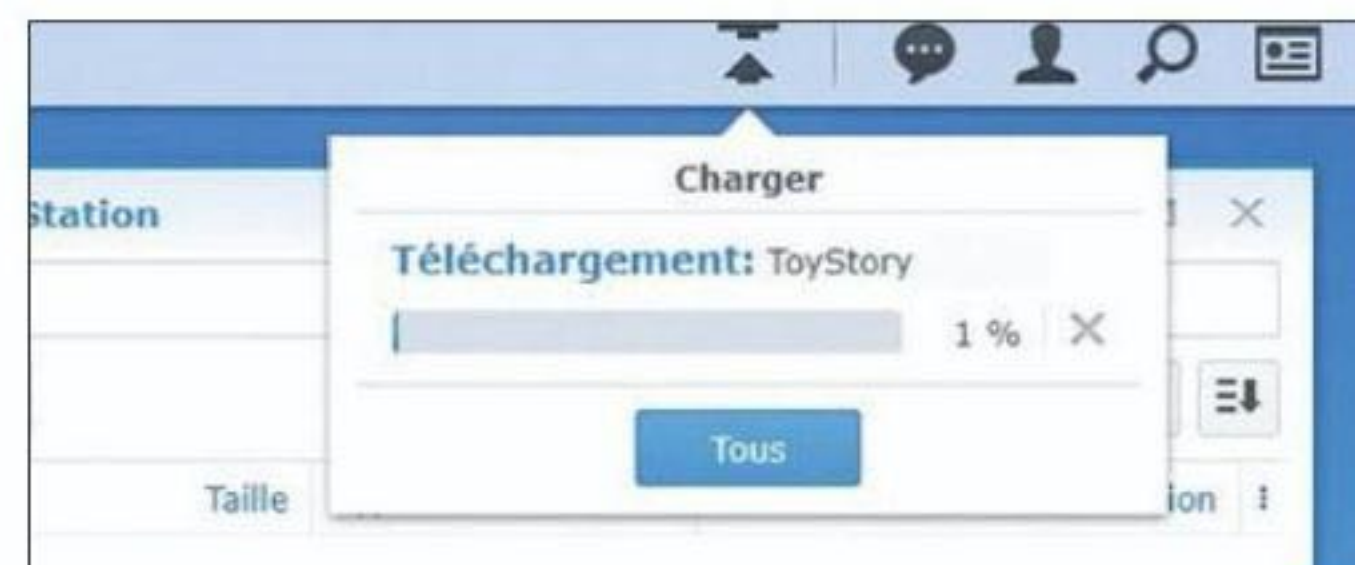 Charger
Station
Téléchargement: ToyStory
1 %
Tous
Taille
ion